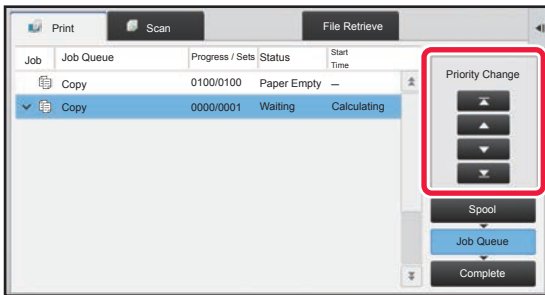 Print Scan File Retrieve
Job Job Queue Progress / Sets Status Start Time
Copy 0100/0100 Paper Empty –
Copy 0000/0001 Waiting Calculating
Priority Change
Spool
Job Queue
Complete